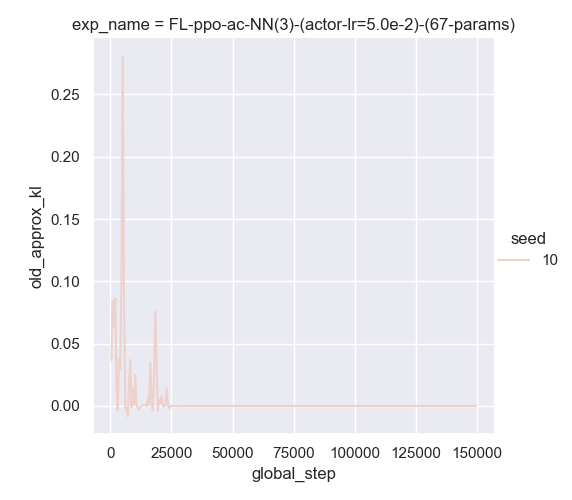 exp_name = FL-ppo-ac-NN(3)-(actor-lr=5.0e-2)-(67-params)
0.25
0.20
0.15
0.10
0.05
0.00
old_approx_kl
seed
10
0 25000 50000 75000 100000 125000 150000
global_step